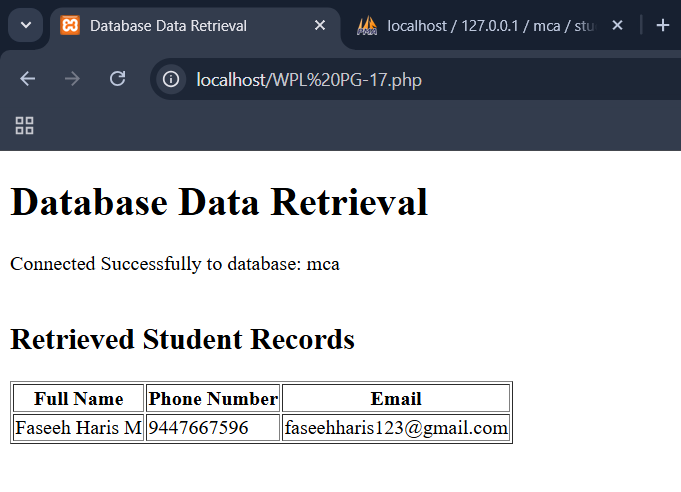 Database Data Retrieval
localhost / 127.0.0.1 / mca / stu
localhost/WPL%20PG-17.php
Database Data Retrieval
Connected Successfully to database: mca
Retrieved Student Records
Full Name Phone Number Email
Faseeh Haris M 9447667596 faseehharis123@gmail.com